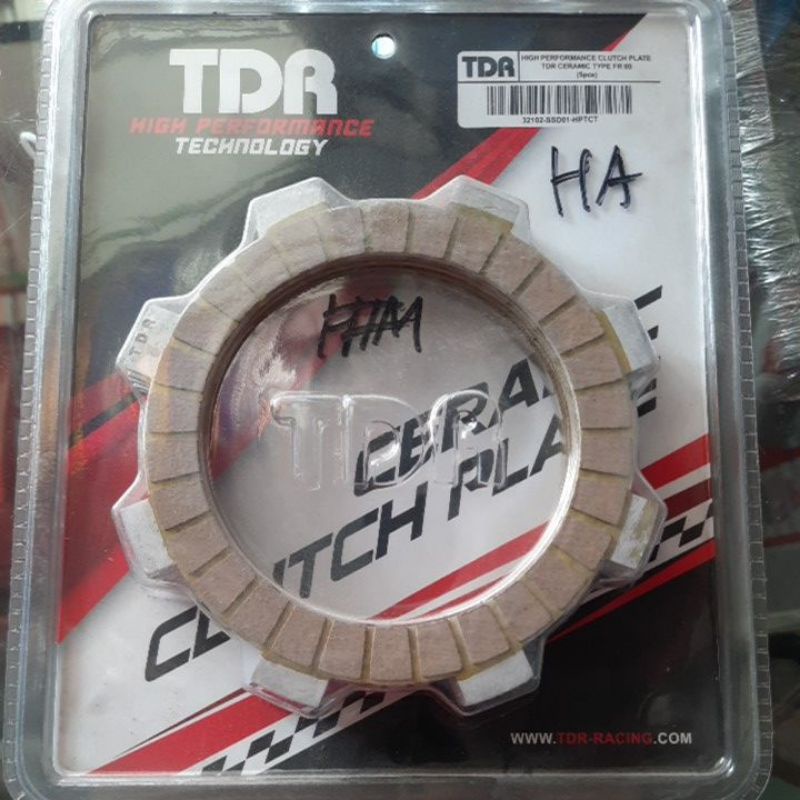 TDR
HIGH PERFORMANCE
TECHNOLOGY
TDR
HIGH PERFORMANCE CLUTCH PLATE
TDR CERAMIC TYPE FR 80
(5pcs)
32102-SSD01-HPTCT
HA
TDR
TDR
CERAMIC
CLUTCH PLATE
WWW.TDR-RACING.COM